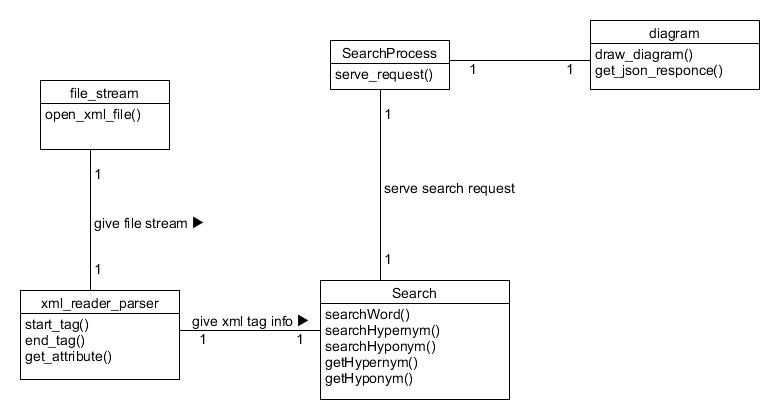 diagram
draw_diagram()
get_json_responce()
SearchProcess
serve_request()
1
1
file_stream
open_xml_file()
1
1
give file stream ▶
serve search request
1
1
xml_reader_parser
start_tag()
end_tag()
get_attribute()
give xml tag info ▶
1
1
Search
searchWord()
searchHypernym()
searchHyponym()
getHypernym()
getHyponym()